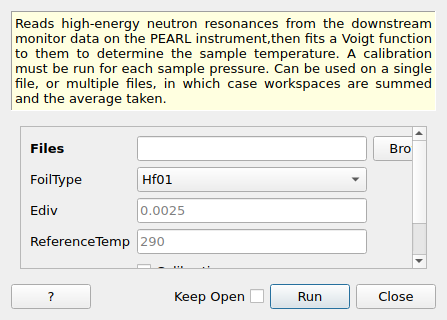 Reads high-energy neutron resonances from the downstream
monitor data on the PEARL instrument,then fits a Voigt function
to them to determine the sample temperature. A calibration
must be run for each sample pressure. Can be used on a single
file, or multiple files, in which case workspaces are summed
and the average taken.
Files
Bro
FoilType Hf01
Ediv 0.0025
ReferenceTemp 290
? Keep Open Run Close